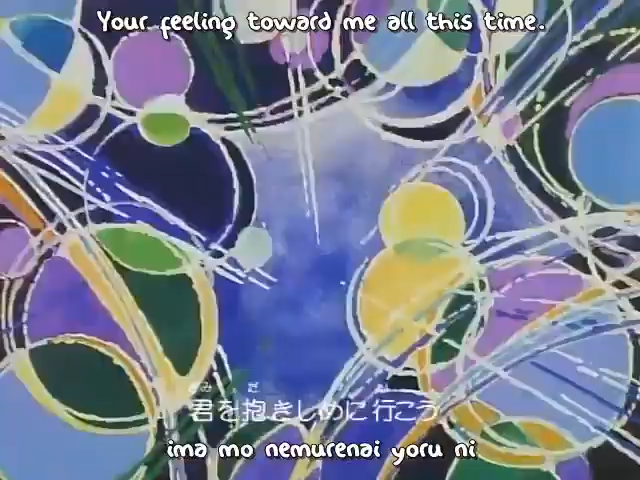 Your feeling toward me all this time.
君を抱きしめに行こう
ima mo nemurenai yoru ni